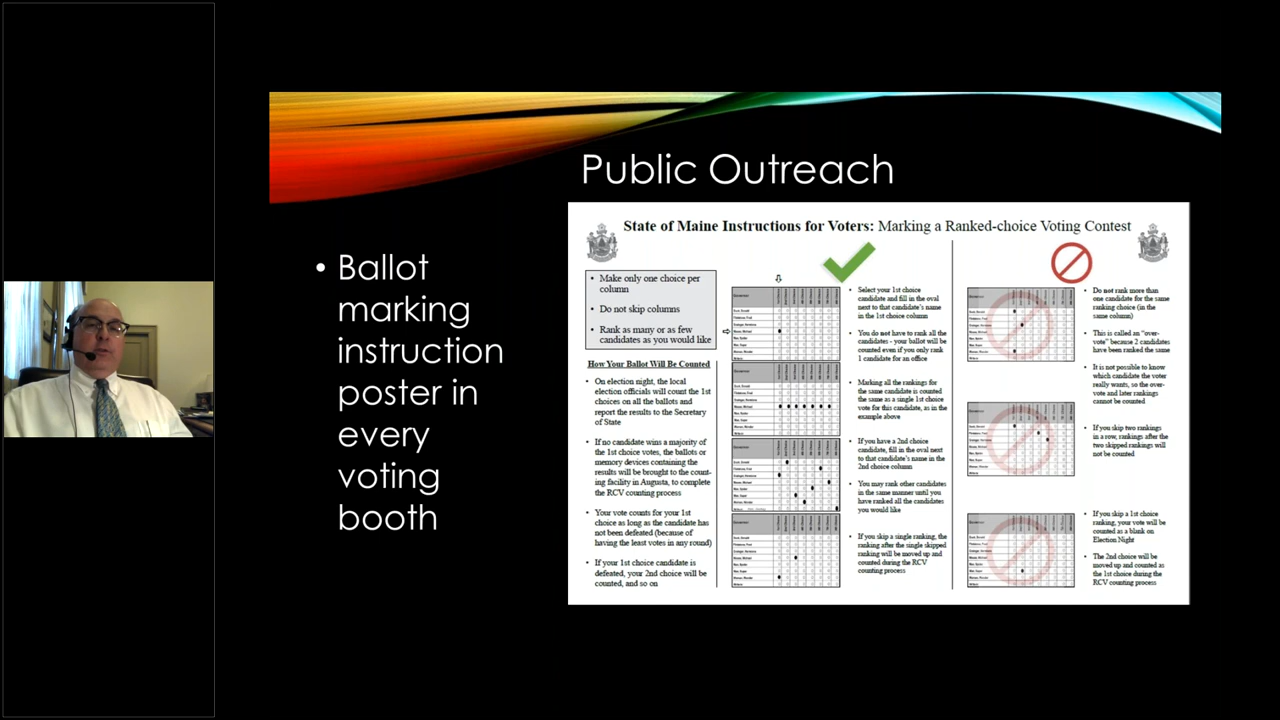 Public Outreach
• Ballot
marking
instruction
poster in
every
voting
booth
State of Maine Instructions for Voters: Marking a Ranked-choice Voting Contest
• Make only one choice per
column
• Do not skip columns
• Rank as many or as few
candidates as you would like
How Your Ballot Will Be Counted
• On election night, the local
election officials will count the 1st
choices on all the ballots and
report the results to the Secretary
of State
• If no candidate wins a majority of
the 1st choice votes, the ballots or
memory devices containing the
results will be brought to the count-
ing facility in Augusta, to complete
the RCV counting process
• Your vote counts for your 1st
choice as long as the candidate has
not been defeated (because of
having the least votes in any round)
• If your 1st choice candidate is
defeated, your 2nd choice will be
counted, and so on
• Select your 1st choice
candidate and fill in the oval
next to that candidate's name
in the 1st choice column
• You do not have to rank all the
candidates - your ballot will be
counted even if you only rank
1 candidate for an office
• Marking all the rankings for
the same candidate is counted
the same as a single 1st choice
vote for this candidate, as in the
example above
• If you have a 2nd choice
candidate, fill in the oval next
to that candidate's name in the
2nd choice column
• You may rank other candidates
in the same manner until you
have ranked all the candidates
you would like
• If you skip a single ranking, the
ranking after the single skipped
ranking will be moved up and
counted during the RCV
counting process
• Do not rank more than
one candidate for the same
ranking choice (in the
same column)
• This is called an "over-
vote" because 2 candidates
have been ranked the same
• It is not possible to know
which candidate the voter
really wants, so the over-
vote and later rankings
cannot be counted
• If you skip two rankings
in a row, rankings after the
two skipped rankings will
not be counted
• If you skip a 1st choice
ranking, your vote will be
counted as a blank on
Election Night
• The 2nd choice will be
moved up and counted as
the 1st choice during the
RCV counting process